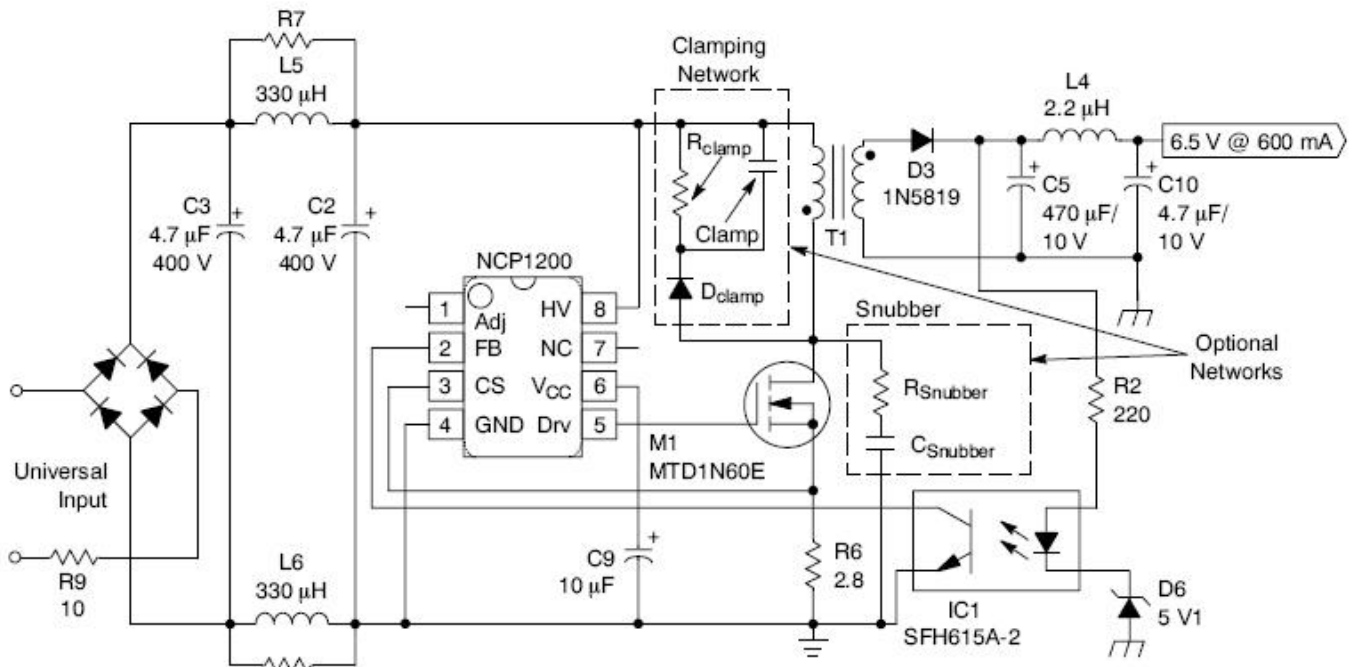 R7
L5
330 μH
Clamping
Network
L4
2.2 μH
6.5 V @ 600 mA
Rclamp
D3
1N5819
C5
470 μF/
10 V
C10
4.7 μF/
10 V
C3
4.7 μF
400 V
C2
4.7 μF
400 V
Clamp
T1
NCP1200
Dclamp
Snubber
1
Adj
HV
8
2
FB
NC
7
3
CS
VCC
6
4
GND
Drv
5
Optional
Networks
RSnubber
R2
220
CSnubber
M1
MTD1N60E
Universal
Input
R9
10
L6
330 μH
C9
10 μF
R6
2.8
IC1
SFH615A-2
D6
5 V1